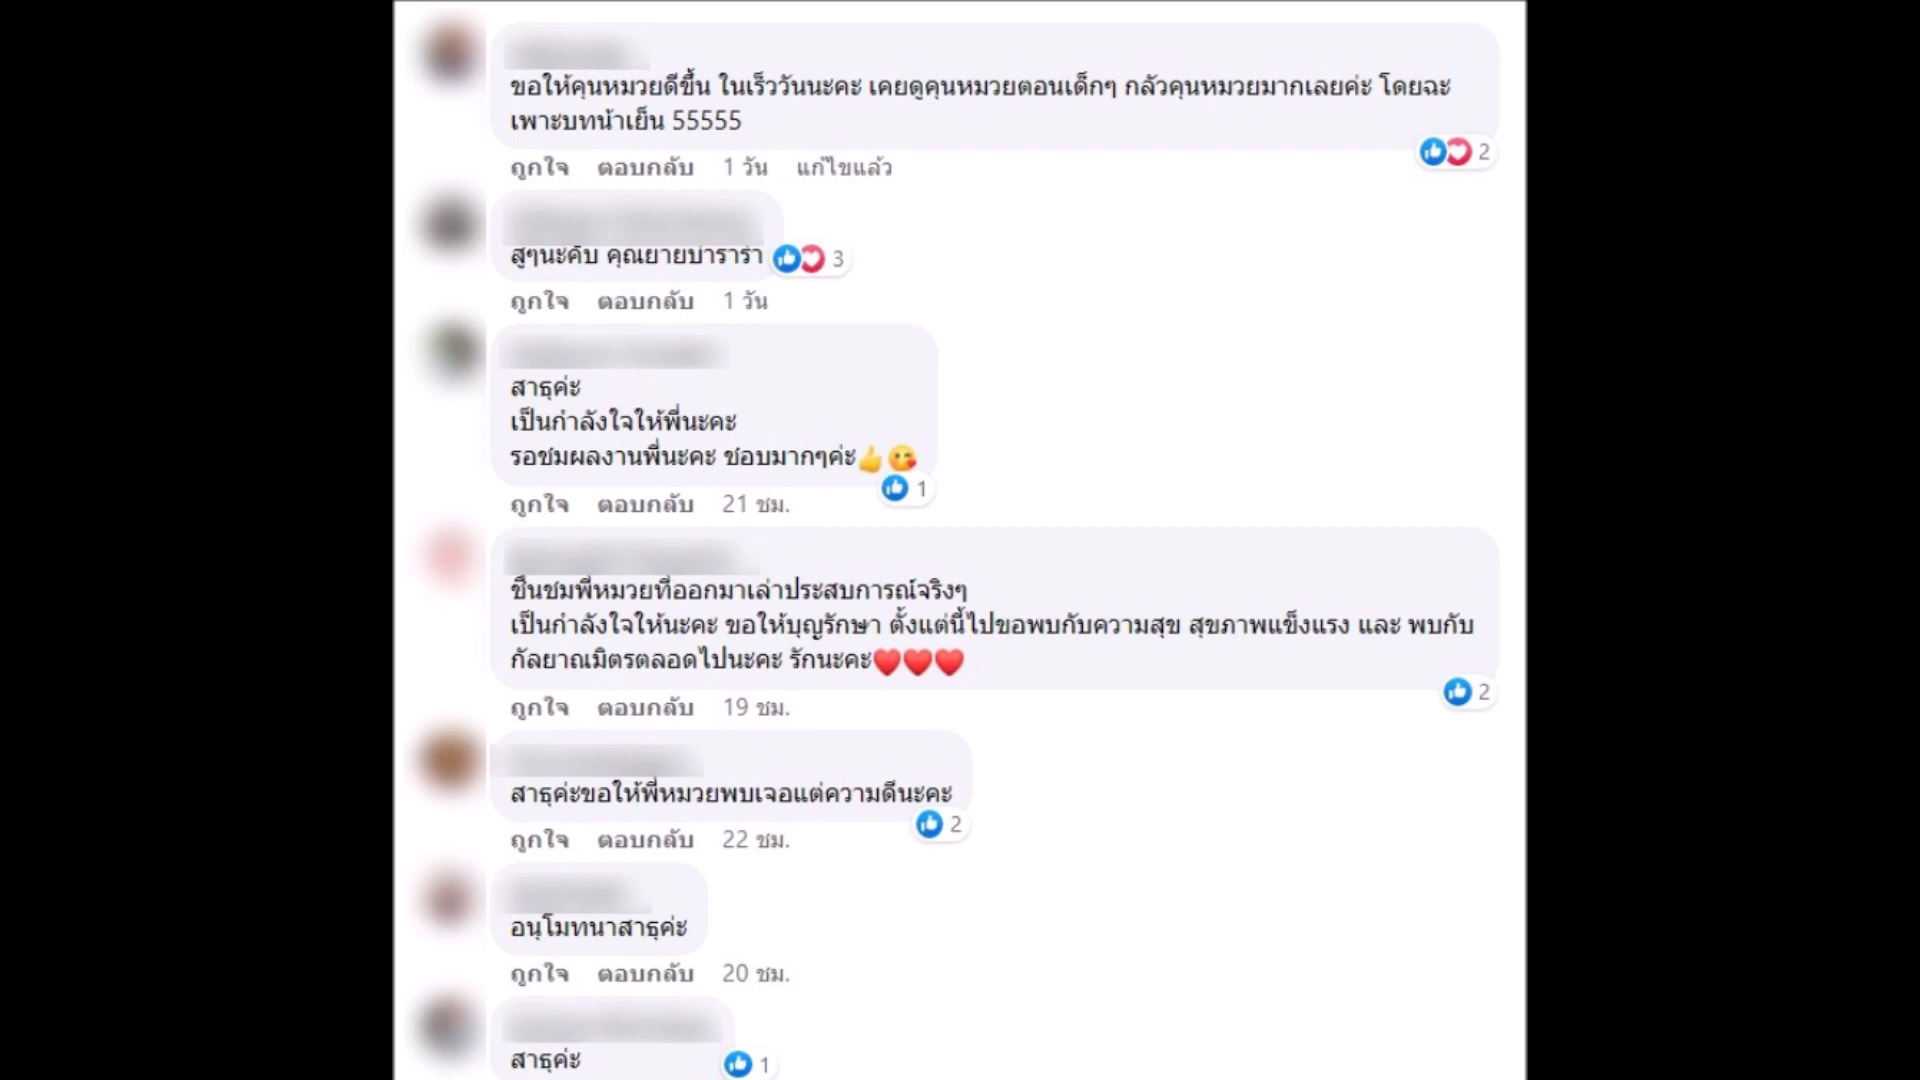 ขอให้คุนหมวยดีขึ้น ในเร็ววันนะคะ เคยดูคุนหมวยตอนเด็กๆ กลัวคุนหมวยมากเลยค่ะ โดยฉะ
เพาะบทน้าเย็น 55555
2
ถูกใจ ตอบกลับ 1 วัน แก้ไขแล้ว
สู่ๆนะคับ คุณยายบาราร่า 3
ถูกใจ ตอบกลับ 1 วัน
สาธุค่ะ
เป็นกำลังใจให้พี่นะคะ
รอชมผลงานพี่นะคะ ชอบมากๆค่ะ👍😘
1
ถูกใจ ตอบกลับ 21 ชม.
ชื่นชมพี่หมวยที่ออกมาเล่าประสบการณ์จริงๆ
เป็นกำลังใจให้นะคะ ขอให้บุญรักษา ตั้งแต่นี้ไปขอพบกับความสุข สุขภาพแข็งแรง และ พบกับ
กัลยาณมิตรตลอดไปนะคะ รักนะคะ❤️❤️❤️
2
ถูกใจ ตอบกลับ 19 ชม.
สาธุค่ะขอให้พี่หมวยพบเจอแต่ความดีนะคะ
2
ถูกใจ ตอบกลับ 22 ชม.
อนุโมทนาสาธุค่ะ
ถูกใจ ตอบกลับ 20 ชม.
สาธุค่ะ 1